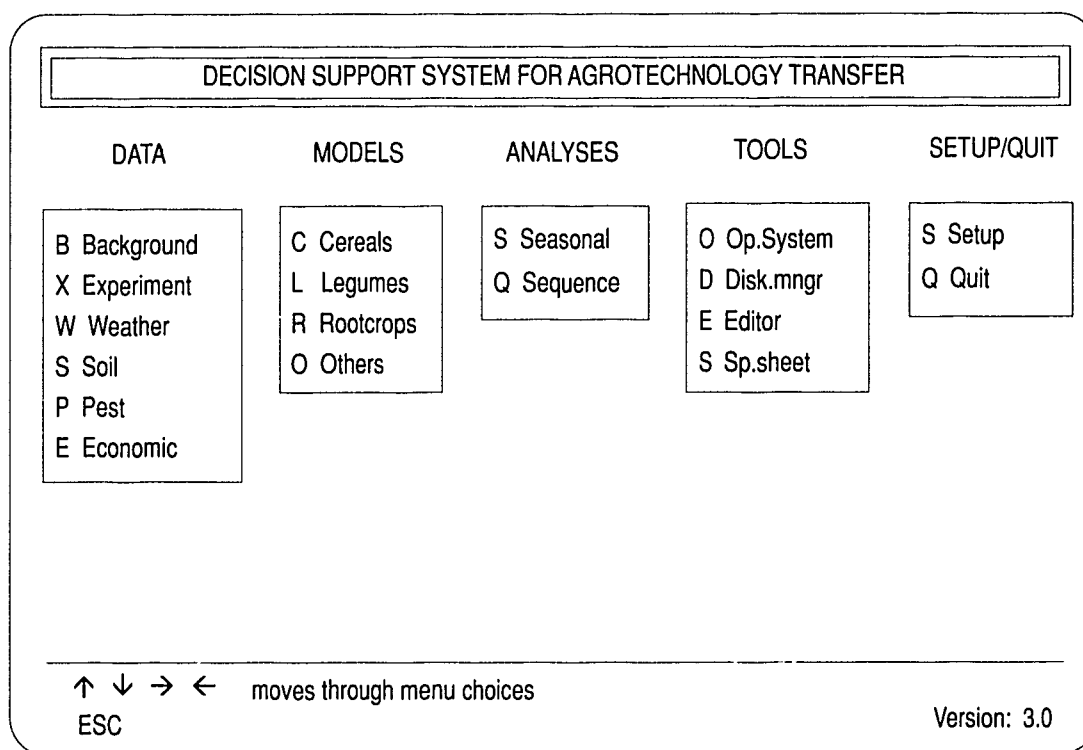 DECISION SUPPORT SYSTEM FOR AGROTECHNOLOGY TRANSFER
DATA
B Background
X Experiment
W Weather
S Soil
P Pest
E Economic
MODELS
C Cereals
L Legumes
R Rootcrops
O Others
ANALYSES
S Seasonal
Q Sequence
TOOLS
O Op.System
D Disk.mngr
E Editor
S Sp.sheet
SETUP/QUIT
S Setup
Q Quit
↑ ↓ → ← moves through menu choices
ESC
Version: 3.0